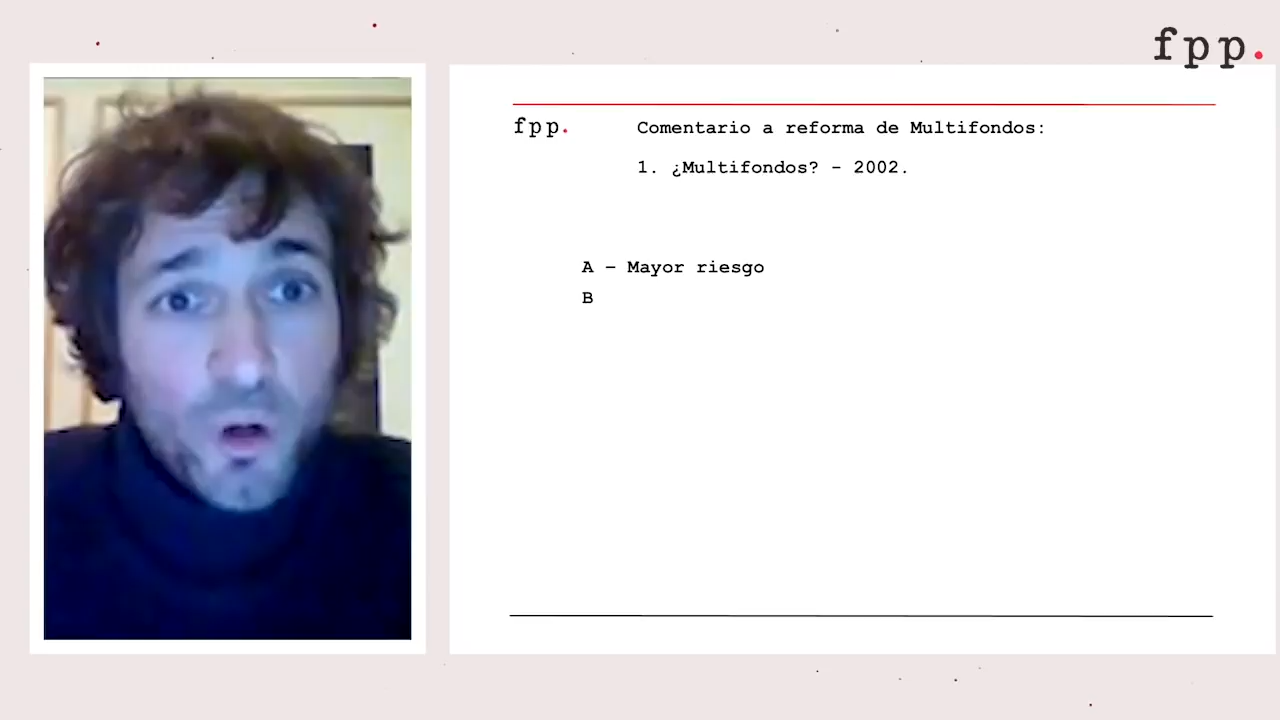 fpp.
fpp.
Comentario a reforma de Multifondos:
1. ¿Multifondos? - 2002.
A – Mayor riesgo
B